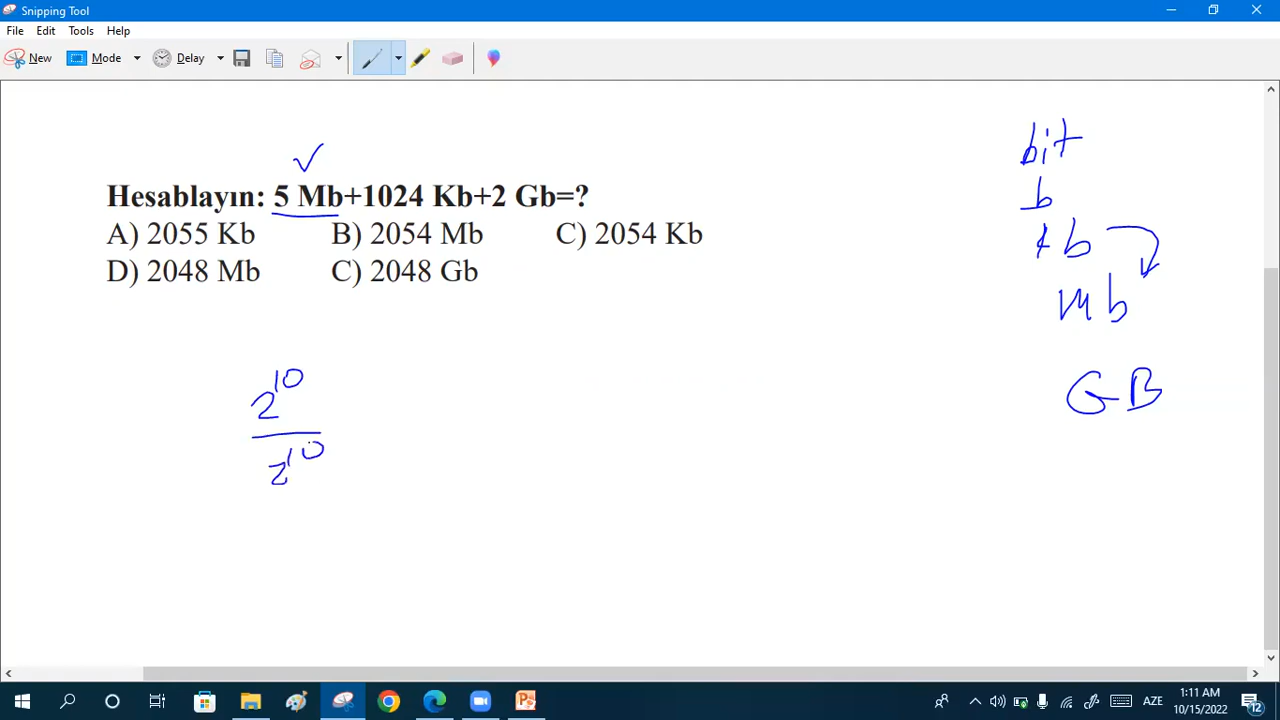 Snipping Tool
File Edit Tools Help
New Mode Delay
bit
b
Hesablayın: 5 Mb+1024 Kb+2 Gb=?
A) 2055 Kb B) 2054 Mb C) 2054 Kb
kb
D) 2048 Mb C) 2048 Gb
Mb
GB
2^10
2^10
AZE
1:11 AM
10/15/2022
12